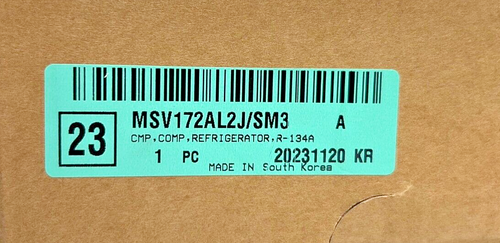 23
MSV172AL2J/SM3 A
CMP,COMP,REFRIGERATOR,R-134A
1 PC 20231120 KR
MADE IN South Korea